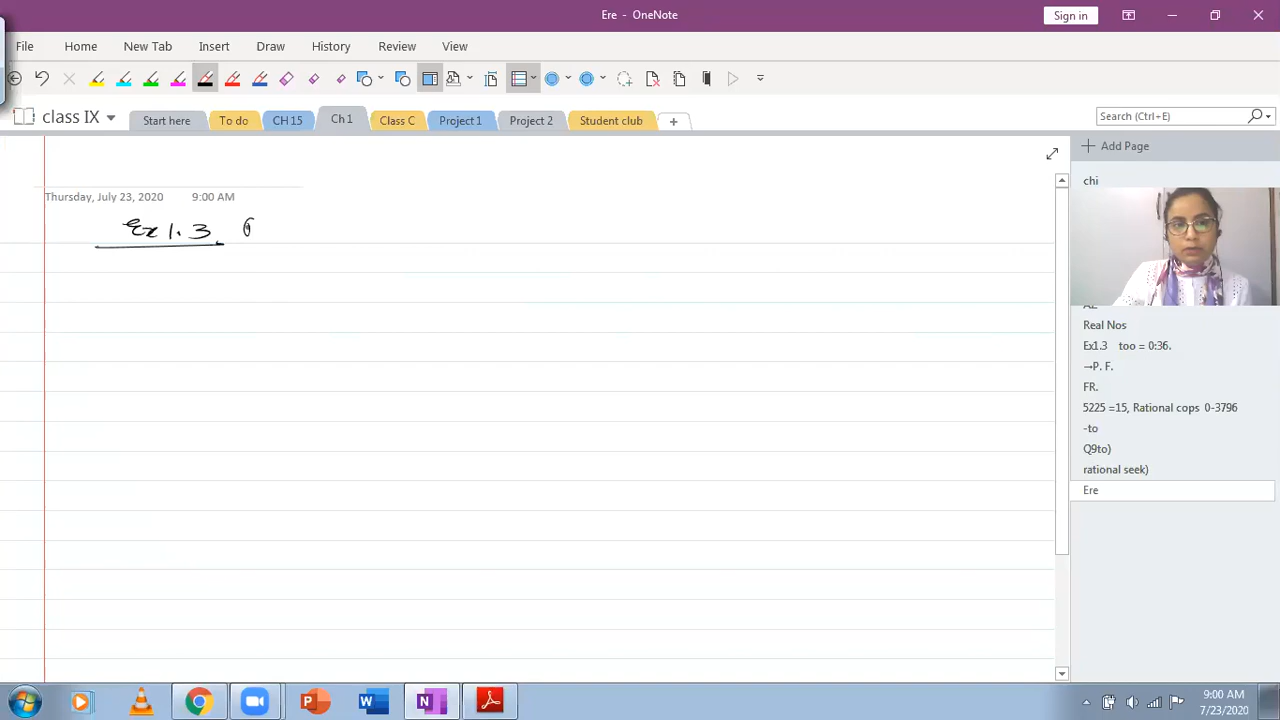 Ere - OneNote
Sign in
File Home New Tab Insert Draw History Review View
class IX Start here To do CH 15 Ch 1 Class C Project 1 Project 2 Student club
Search (Ctrl+E)
Add Page
Thursday, July 23, 2020 9:00 AM
Ex 1.3.
chi
Real Nos
Ex1.3 too = 0:36.
→P. F.
FR.
5225 =15, Rational cops 0-3796
-to
Q9to)
rational seek)
Ere
9:00 AM
7/23/2020